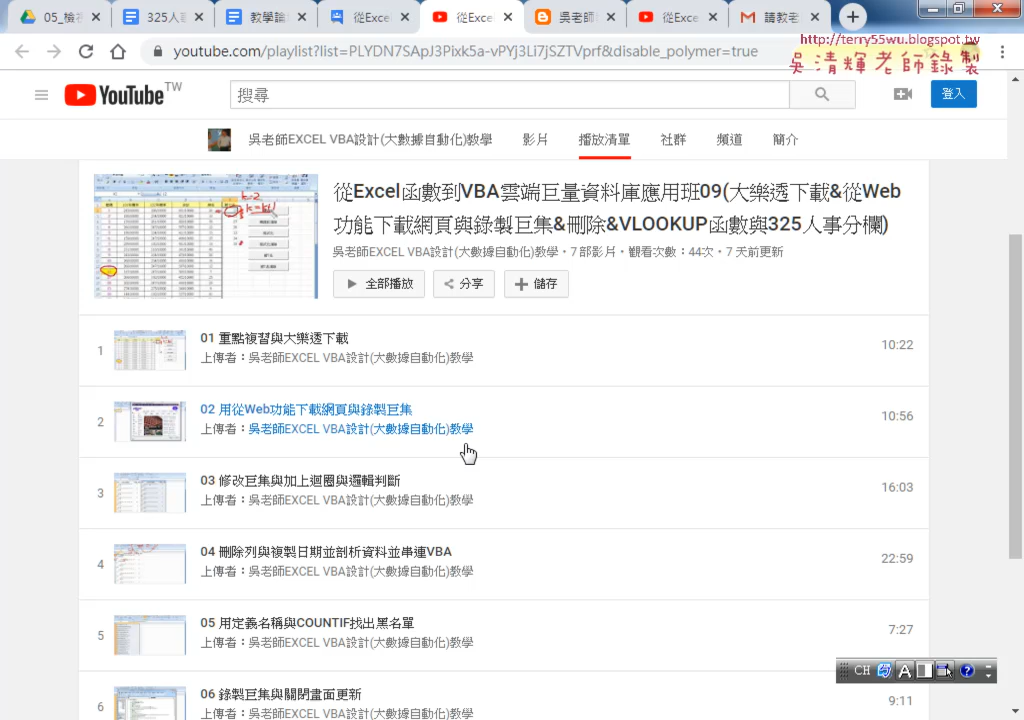 05_檢
325人
教學論
從Exce
從Exce
吳老師
從Exce
請教老
youtube.com/playlist?list=PLYDN7SApJ3Pixk5a-vPYj3Li7jSZTVprf&disable_polymer=true
http://terry55wu.blogspot.tw
吳清輝老師錄製
YouTube TW
搜尋
登入
吳老師EXCEL VBA設計(大數據自動化)教學
影片
播放清單
社群
頻道
簡介
從Excel函數到VBA雲端巨量資料庫應用班09(大樂透下載&從Web
功能下載網頁與錄製巨集&刪除&VLOOKUP函數與325人事分欄)
吳老師EXCEL VBA設計(大數據自動化)教學・7 部影片・觀看次數：44次・7 天前更新
全部播放
分享
儲存
1
01 重點複習與大樂透下載
10:22
上傳者：吳老師EXCEL VBA設計(大數據自動化)教學
2
02 用從Web功能下載網頁與錄製巨集
10:56
上傳者：吳老師EXCEL VBA設計(大數據自動化)教學
3
03 修改巨集與加上迴圈與邏輯判斷
16:03
上傳者：吳老師EXCEL VBA設計(大數據自動化)教學
4
04 刪除列與複製日期並剖析資料並串連VBA
22:59
上傳者：吳老師EXCEL VBA設計(大數據自動化)教學
5
05 用定義名稱與COUNTIF找出黑名單
7:27
上傳者：吳老師EXCEL VBA設計(大數據自動化)教學
CH
6
06 錄製巨集與關閉畫面更新
9:11
上傳者：吳老師EXCEL VBA設計(大數據自動化)教學